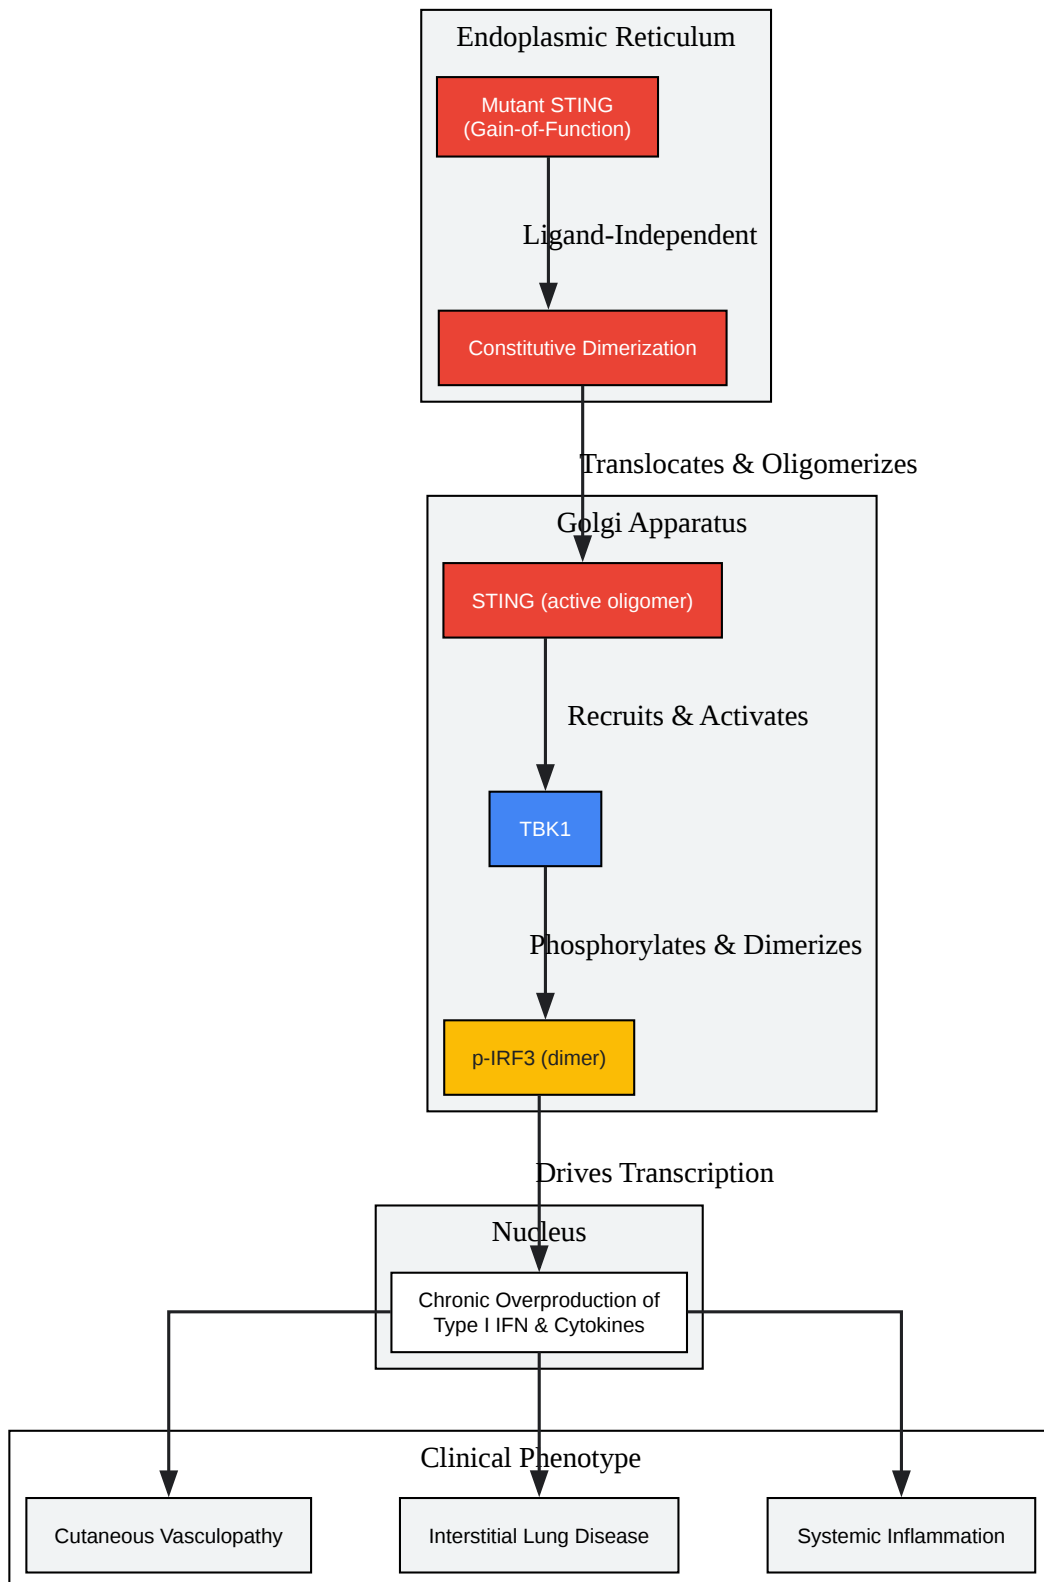 Endoplasmic Reticulum
Mutant STING
(Gain-of-Function)
Ligand-Independent
Constitutive Dimerization
Translocates & Oligomerizes
Golgi Apparatus
STING (active oligomer)
Recruits & Activates
TBK1
Phosphorylates & Dimerizes
p-IRF3 (dimer)
Drives Transcription
Nucleus
Chronic Overproduction of
Type I IFN & Cytokines
Clinical Phenotype
Cutaneous Vasculopathy
Interstitial Lung Disease
Systemic Inflammation